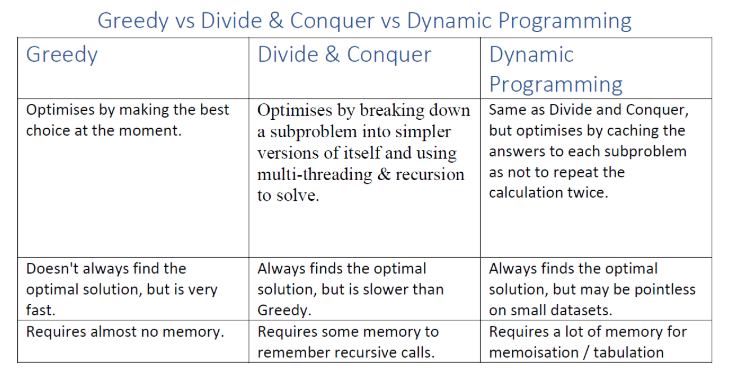 Greedy vs Divide & Conquer vs Dynamic Programming
Greedy
Divide & Conquer
Dynamic
Programming
Optimises by making the best
choice at the moment.
Optimises by breaking down
a subproblem into simpler
versions of itself and using
multi-threading & recursion
to solve.
Same as Divide and Conquer,
but optimises by caching the
answers to each subproblem
as not to repeat the
calculation twice.
Doesn't always find the
optimal solution, but is very
fast.
Always finds the optimal
solution, but is slower than
Greedy.
Always finds the optimal
solution, but may be pointless
on small datasets.
Requires almost no memory.
Requires some memory to
remember recursive calls.
Requires a lot of memory for
memoisation / tabulation